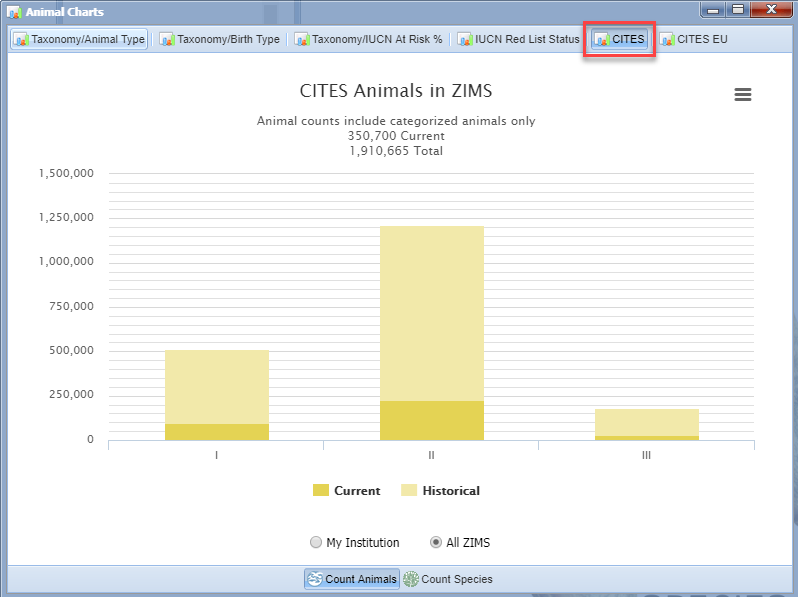 Animal Charts
Taxonomy/Animal Type Taxonomy/Birth Type Taxonomy/IUCN At Risk % IUCN Red List Status CITES CITES EU
CITES Animals in ZIMS
Animal counts include categorized animals only
350,700 Current
1,910,665 Total
1,500,000
1,250,000
1,000,000
750,000
500,000
250,000
0
I II III
Current Historical
My Institution All ZIMS
Count Animals Count Species